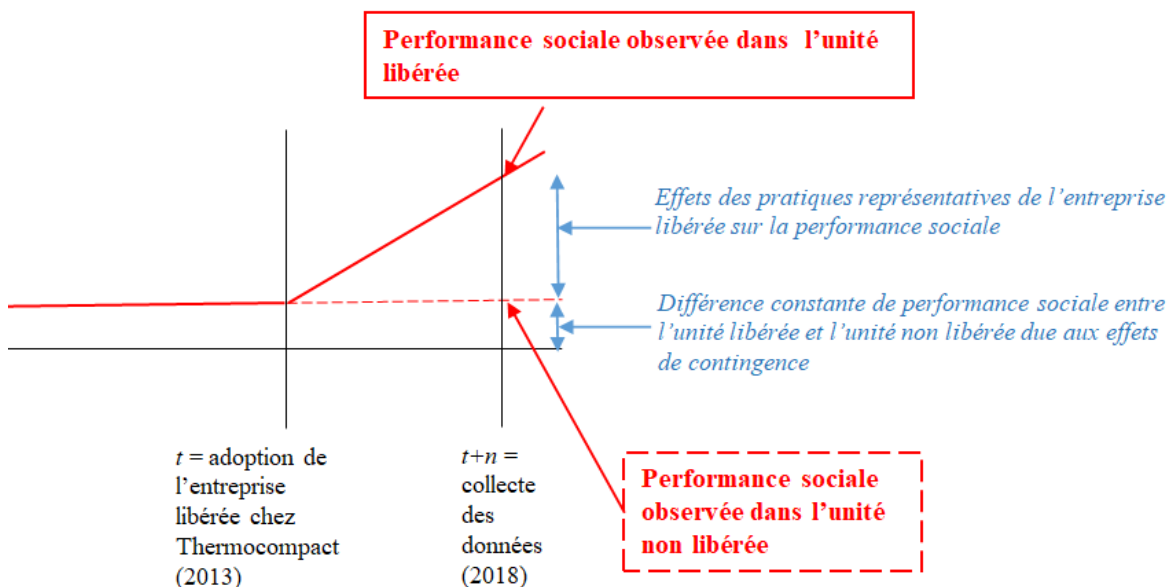 Performance sociale observée dans l’unité
libérée
Effets des pratiques représentatives de l’entreprise
libérée sur la performance sociale
Différence constante de performance sociale entre
l’unité libérée et l’unité non libérée due aux effets
de contingence
t = adoption de
l’entreprise
libérée chez
Thermocompact
(2013)
t+n =
collecte
des
données
(2018)
Performance sociale
observée dans l’unité
non libérée